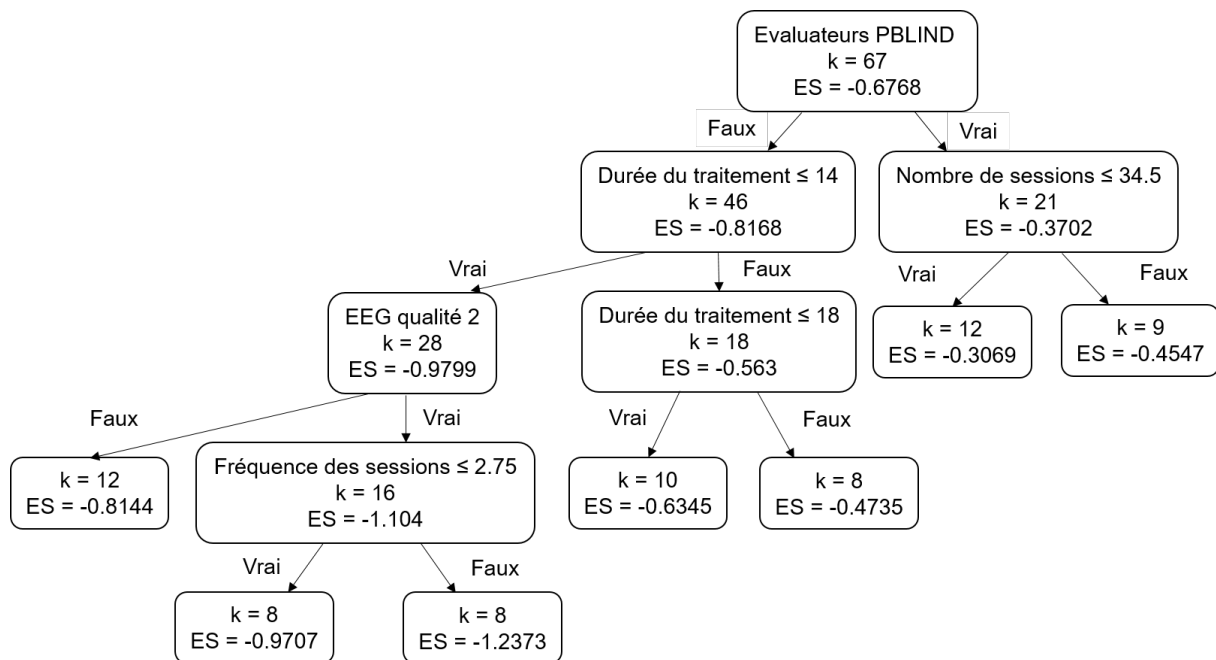 Evaluateurs PBLIND
k = 67
ES = -0.6768
Faux
Vrai
Durée du traitement ≤ 14
k = 46
ES = -0.8168
Nombre de sessions ≤ 34.5
k = 21
ES = -0.3702
Vrai
Faux
Vrai
Faux
EEG qualité 2
k = 28
ES = -0.9799
Durée du traitement ≤ 18
k = 18
ES = -0.563
k = 12
ES = -0.3069
k = 9
ES = -0.4547
Faux
Vrai
Vrai
Faux
k = 12
ES = -0.8144
Fréquence des sessions ≤ 2.75
k = 16
ES = -1.104
k = 10
ES = -0.6345
k = 8
ES = -0.4735
Vrai
Faux
k = 8
ES = -0.9707
k = 8
ES = -1.2373